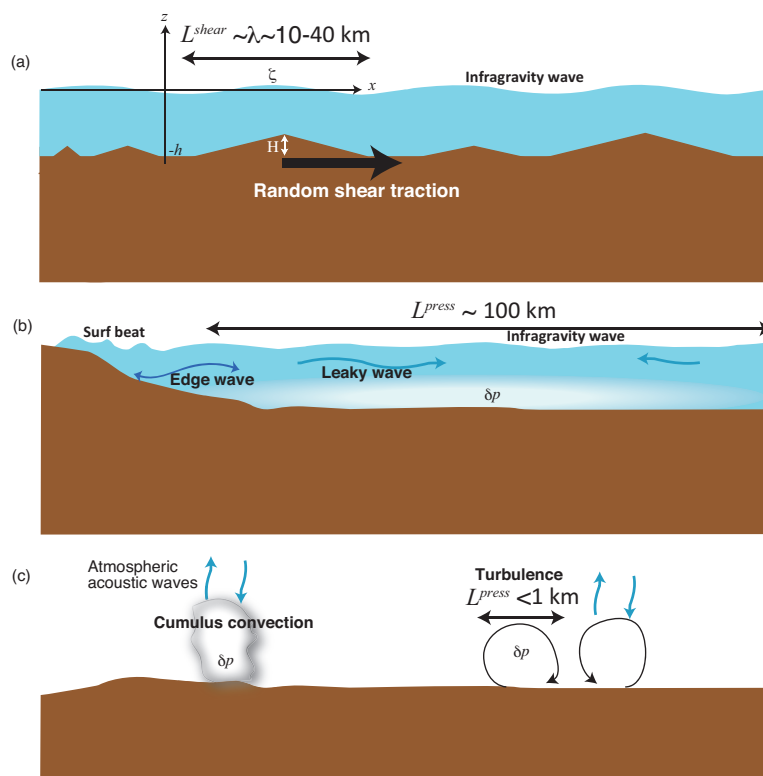 z
L^shear ~λ~10-40 km
(a)
ζ
x
Infragravity wave
-h
H
Random shear traction
L^press ~ 100 km
(b)
Surf beat
Infragravity wave
Edge wave
Leaky wave
δp
(c)
Atmospheric
acoustic waves
Turbulence
L^press <1 km
Cumulus convection
δp
δp